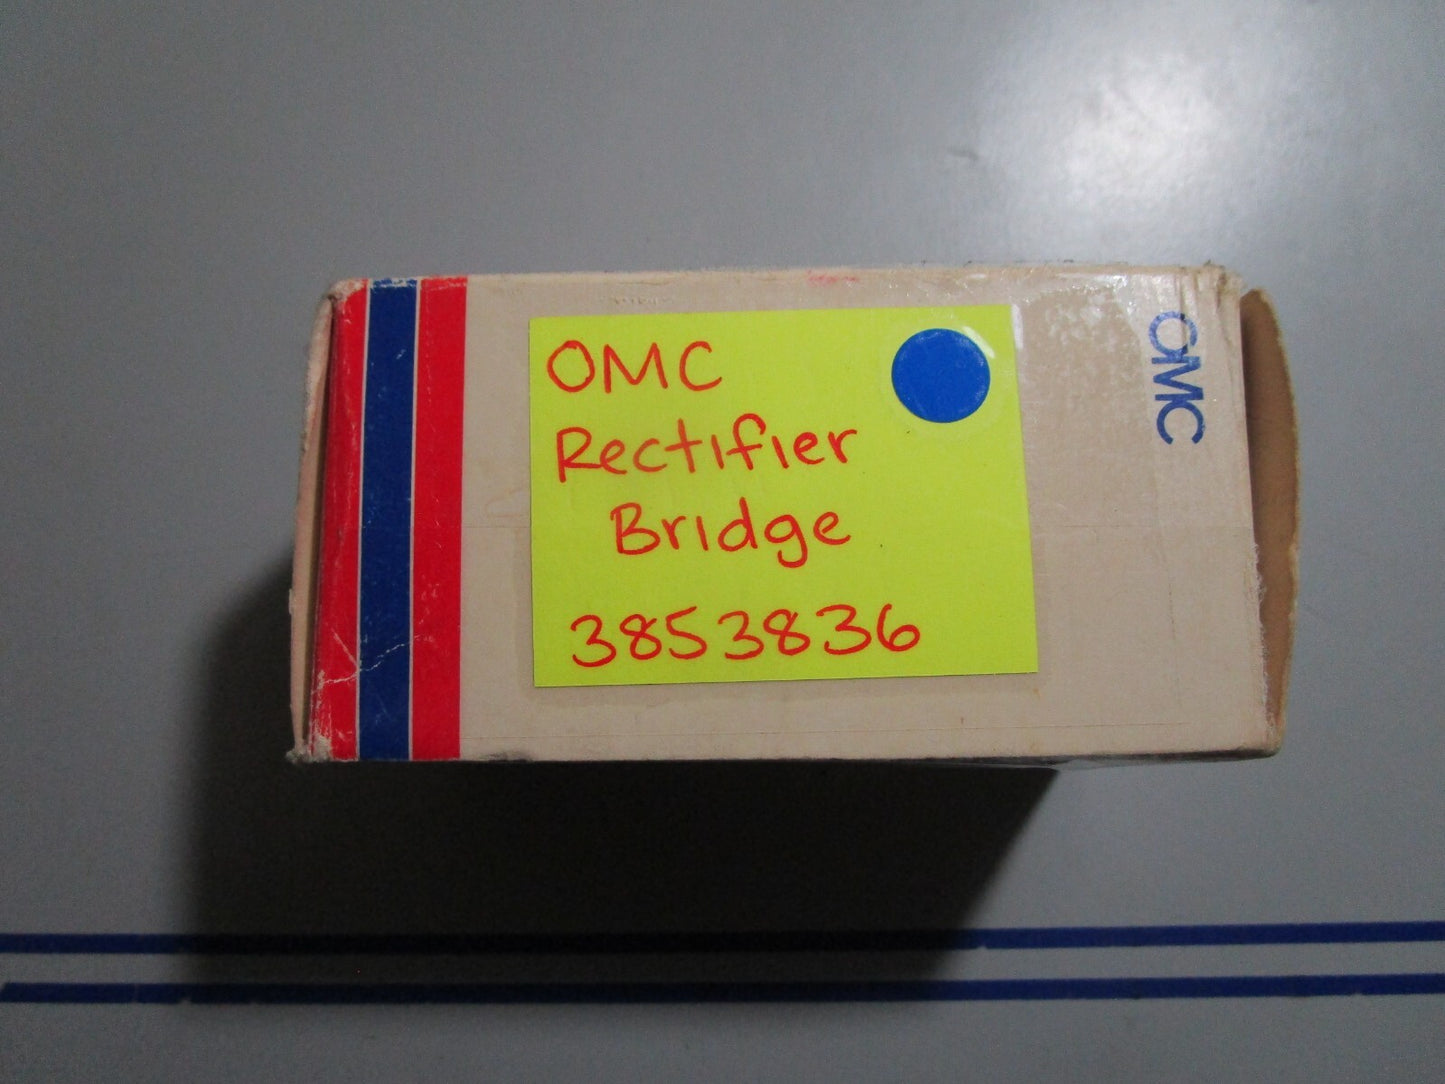 OMC
Rectifier
Bridge
3853836
OMC